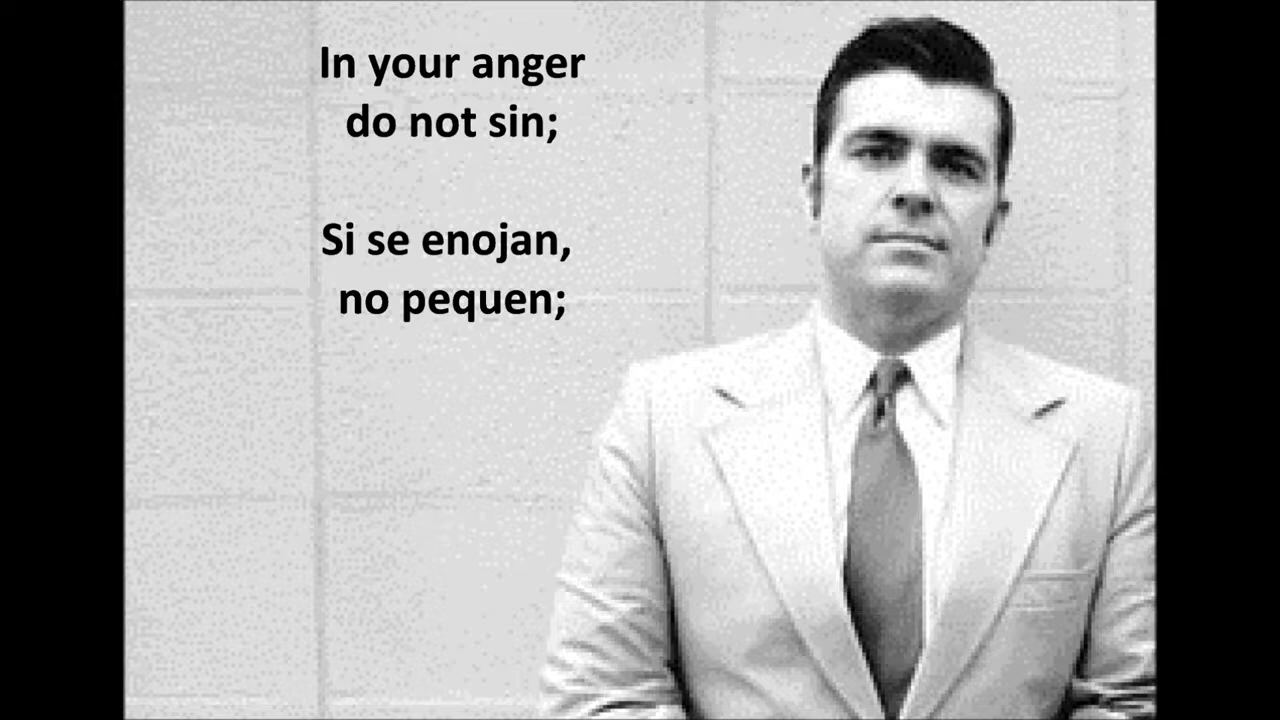 In your anger
do not sin;
Si se enojan,
no pequen;